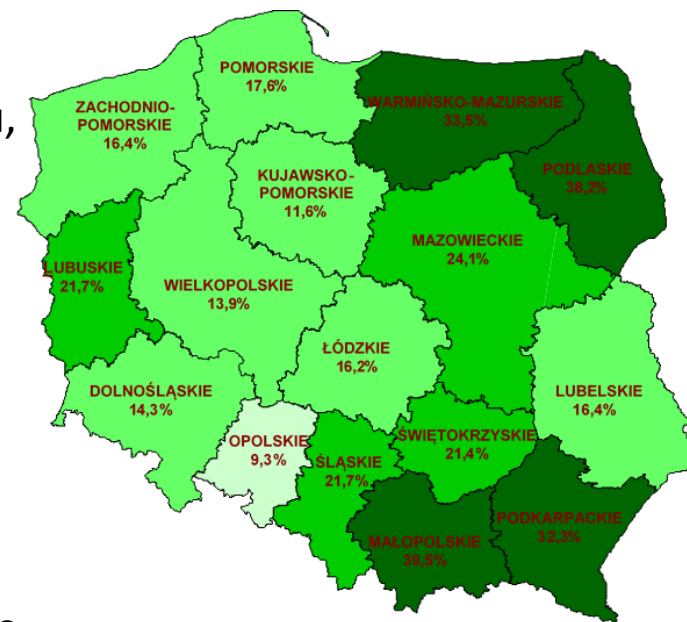 POMORSKIE
17,6%
ZACHODNIO-
POMORSKIE
16,4%
WARMIŃSKO-MAZURSKIE
33,5%
PODLASKIE
38,2%
KUJAWSKO-
POMORSKIE
11,6%
MAZOWIECKIE
24,1%
LUBUSKIE
21,7%
WIELKOPOLSKIE
13,9%
ŁÓDZKIE
16,2%
DOLNOŚLĄSKIE
14,3%
LUBELSKIE
16,4%
OPOLSKIE
9,3%
ŚLĄSKIE
21,7%
ŚWIĘTOKRZYSKIE
21,4%
MAŁOPOLSKIE
39,5%
PODKARPACKIE
32,3%